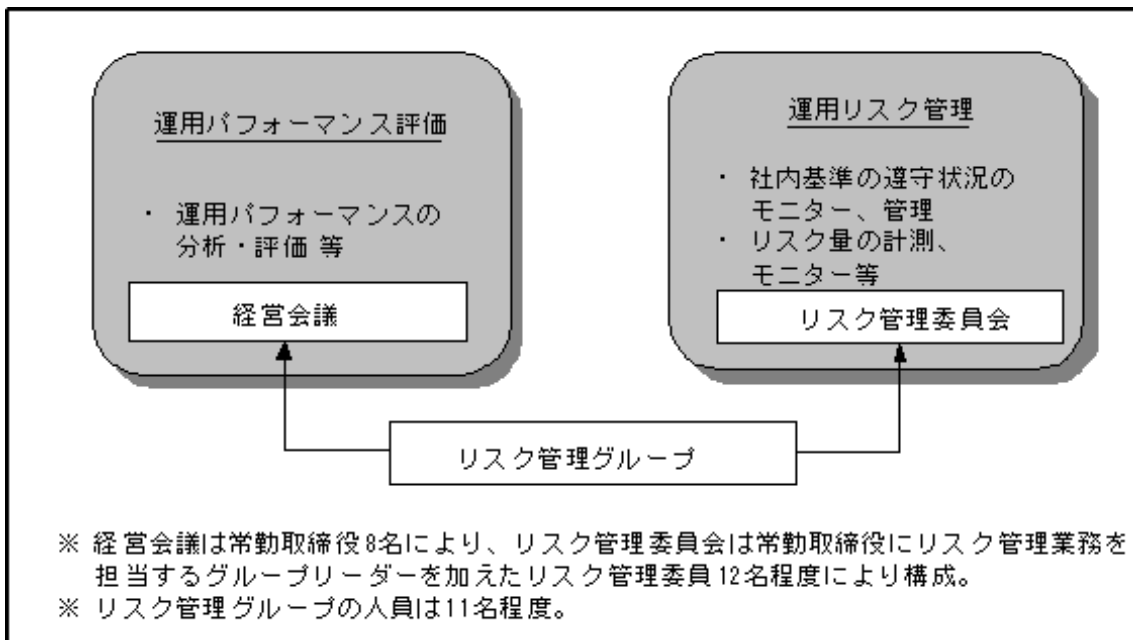 運用パフォーマンス評価
・ 運用パフォーマンスの
分析・評価 等
経営会議
運用リスク管理
・ 社内基準の遵守状況の
モニター、管理
・ リスク量の計測、
モニター等
リスク管理委員会
リスク管理グループ
※ 経営会議は常勤取締役8名により、リスク管理委員会は常勤取締役にリスク管理業務を
担当するグループリーダーを加えたリスク管理委員12名程度により構成。
※ リスク管理グループの人員は11名程度。